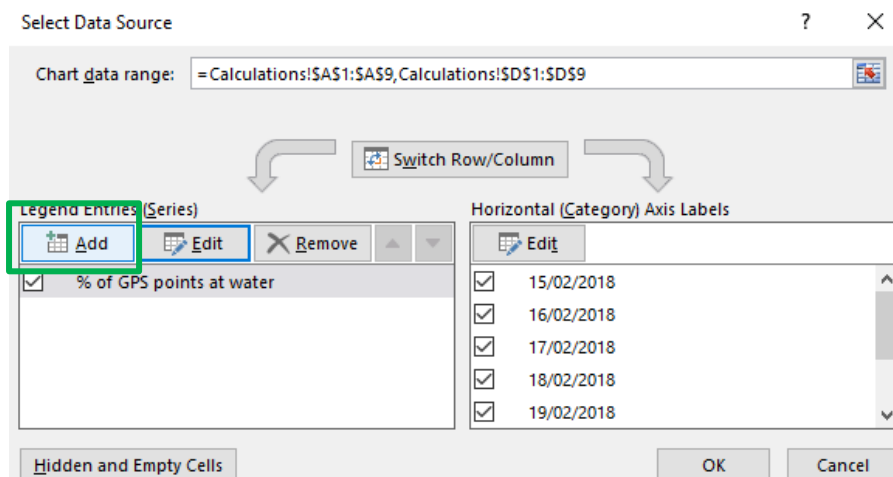 Select Data Source ? ×
Chart data range: =Calculations!$A$1:$A$9,Calculations!$D$1:$D$9
Switch Row/Column
Legend Entries (Series)
Add Edit Remove
% of GPS points at water
Horizontal (Category) Axis Labels
Edit
15/02/2018
16/02/2018
17/02/2018
18/02/2018
19/02/2018
Hidden and Empty Cells
OK Cancel